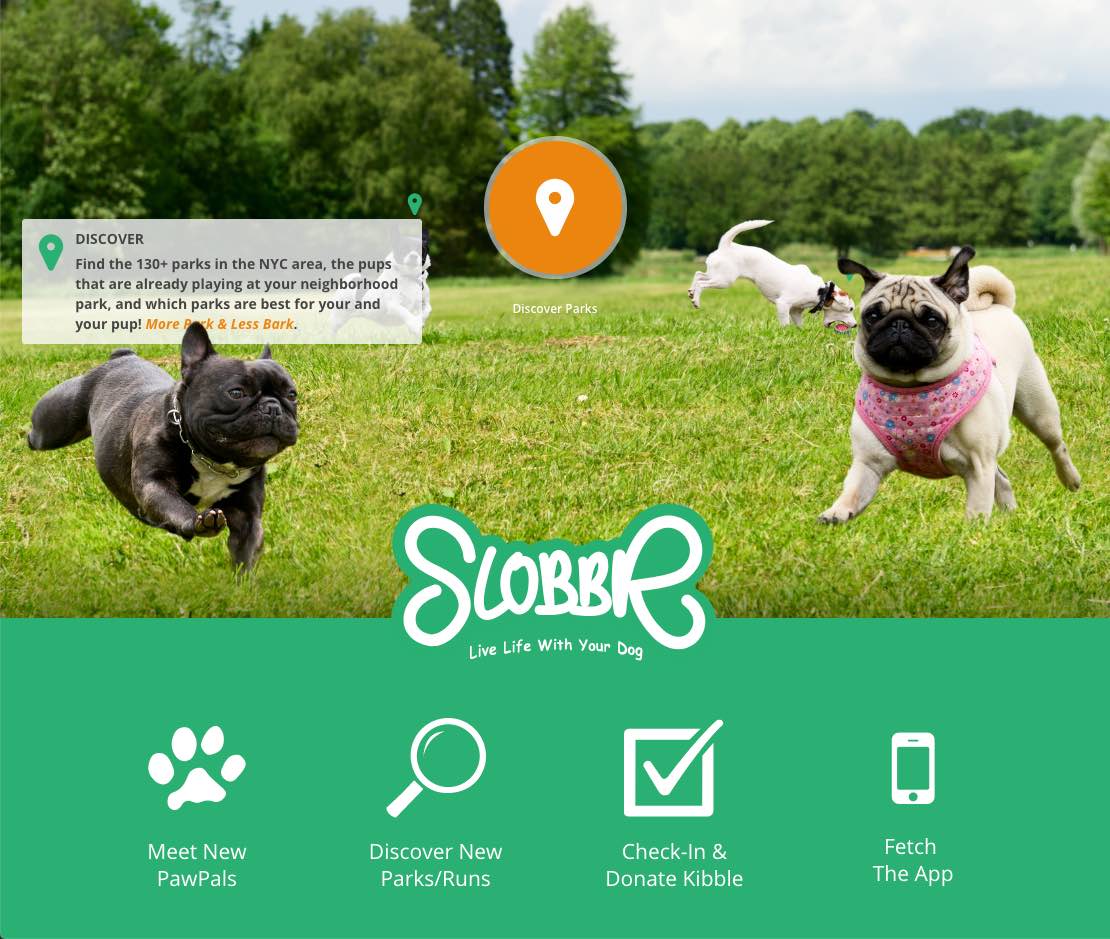 DISCOVER
Find the 130+ parks in the NYC area, the pups
that are already playing at your neighborhood
park, and which parks are best for your and
your pup! More Park & Less Bark.
Discover Parks
SLOBBR
Live Life With Your Dog
Meet New
PawPals
Discover New
Parks/Runs
Check-In &
Donate Kibble
Fetch
The App